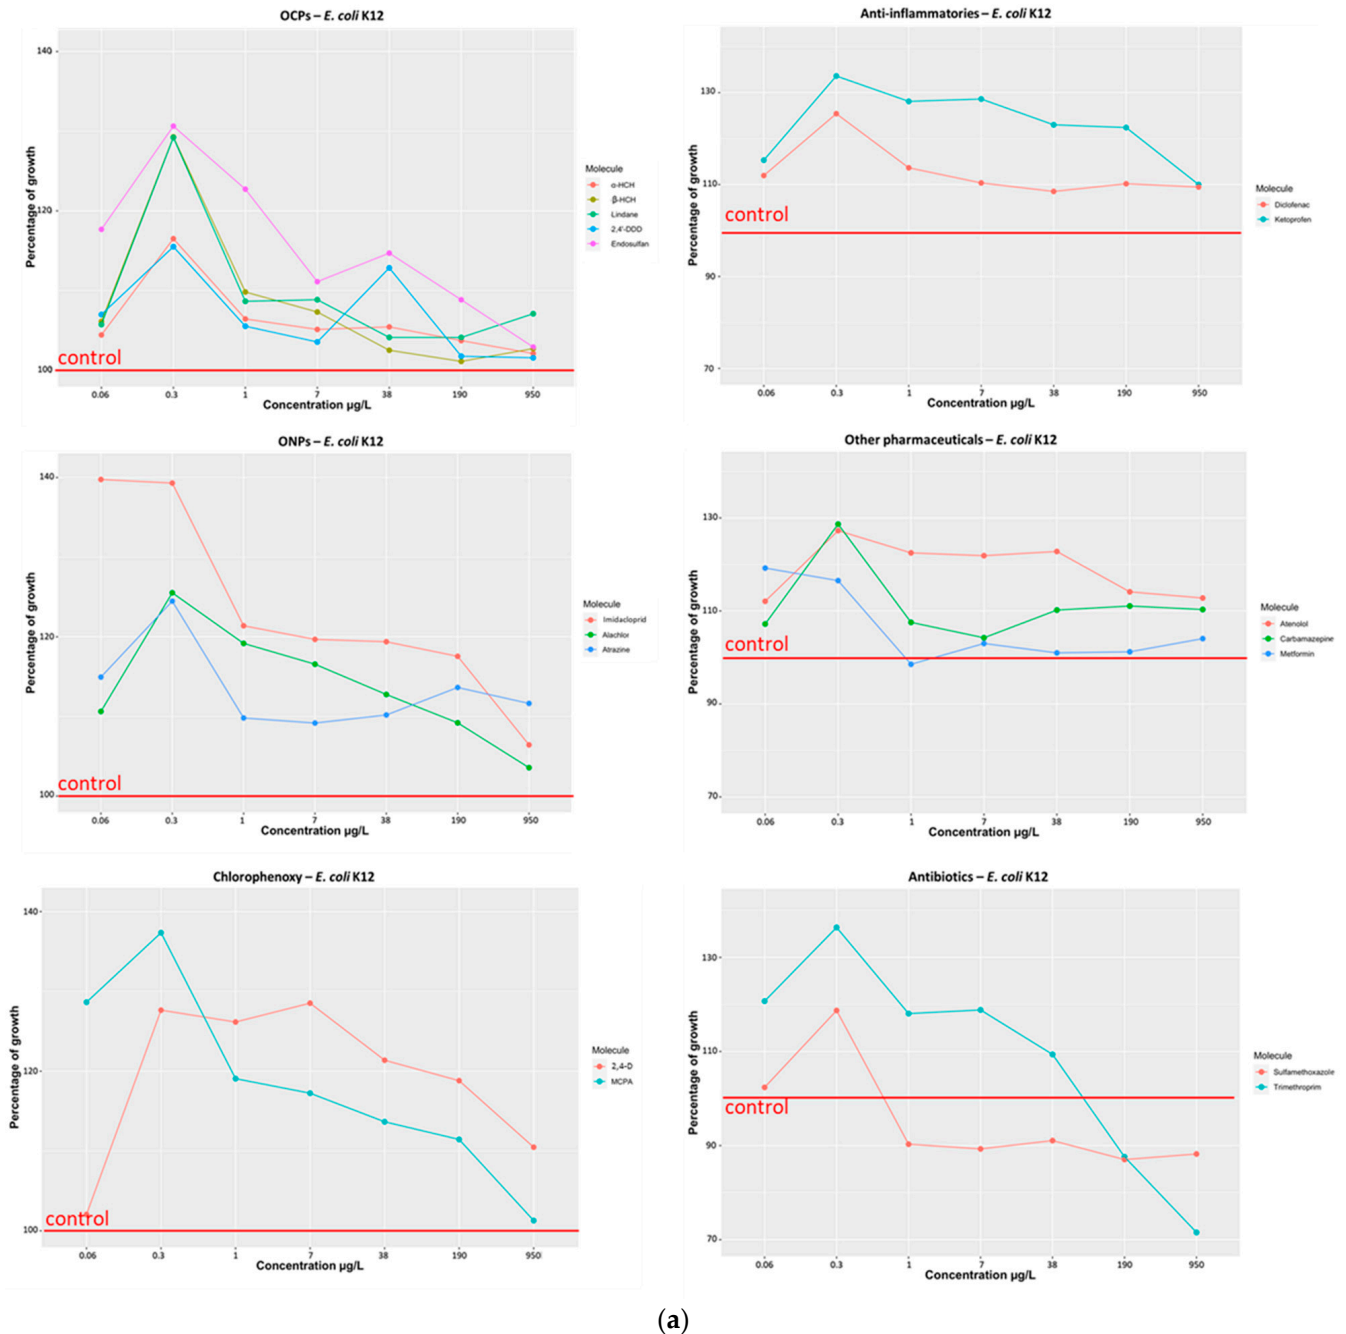 OCPs – E. coli K12
140
120
100
Percentage of growth
control
0.06 0.3 1 7 38 190 950
Concentration µg/L
Molecule
α-HCH
β-HCH
Lindane
2,4'-DDD
Endosulfan
Anti-inflammatories – E. coli K12
130
110
90
70
Percentage of growth
control
0.06 0.3 1 7 38 190 950
Concentration µg/L
Molecule
Diclofenac
Ketoprofen
ONPs – E. coli K12
140
120
100
Percentage of growth
control
0.06 0.3 1 7 38 190 950
Concentration µg/L
Molecule
Imidacloprid
Alachlor
Atrazine
Other pharmaceuticals – E. coli K12
130
110
90
70
Percentage of growth
control
0.06 0.3 1 7 38 190 950
Concentration µg/L
Molecule
Atenolol
Carbamazepine
Metformin
Chlorophenoxy – E. coli K12
140
120
100
Percentage of growth
control
0.06 0.3 1 7 38 190 950
Concentration µg/L
Molecule
2,4-D
MCPA
Antibiotics – E. coli K12
130
110
90
70
Percentage of growth
control
0.06 0.3 1 7 38 190 950
Concentration µg/L
Molecule
Sulfamethoxazole
Trimethroprim
(a)